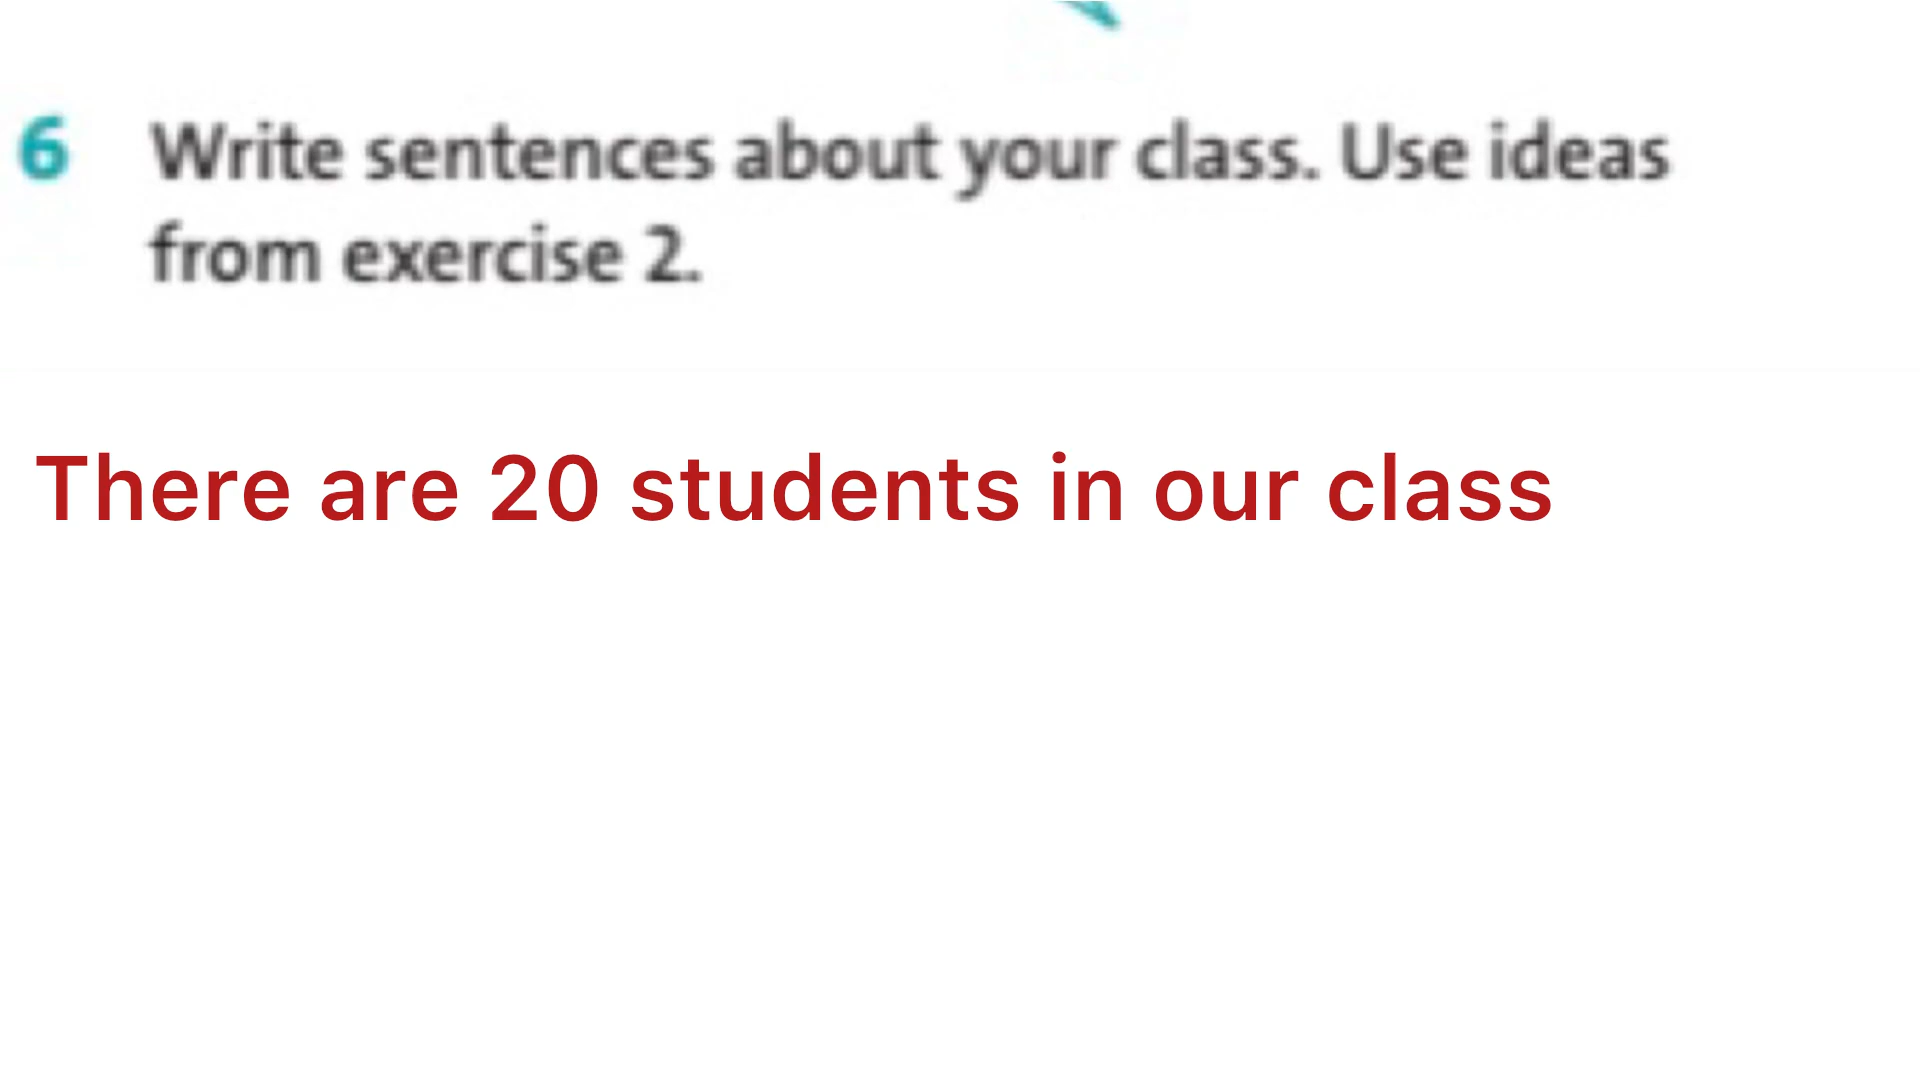 6 Write sentences about your class. Use ideas
from exercise 2.
There are 20 students in our class